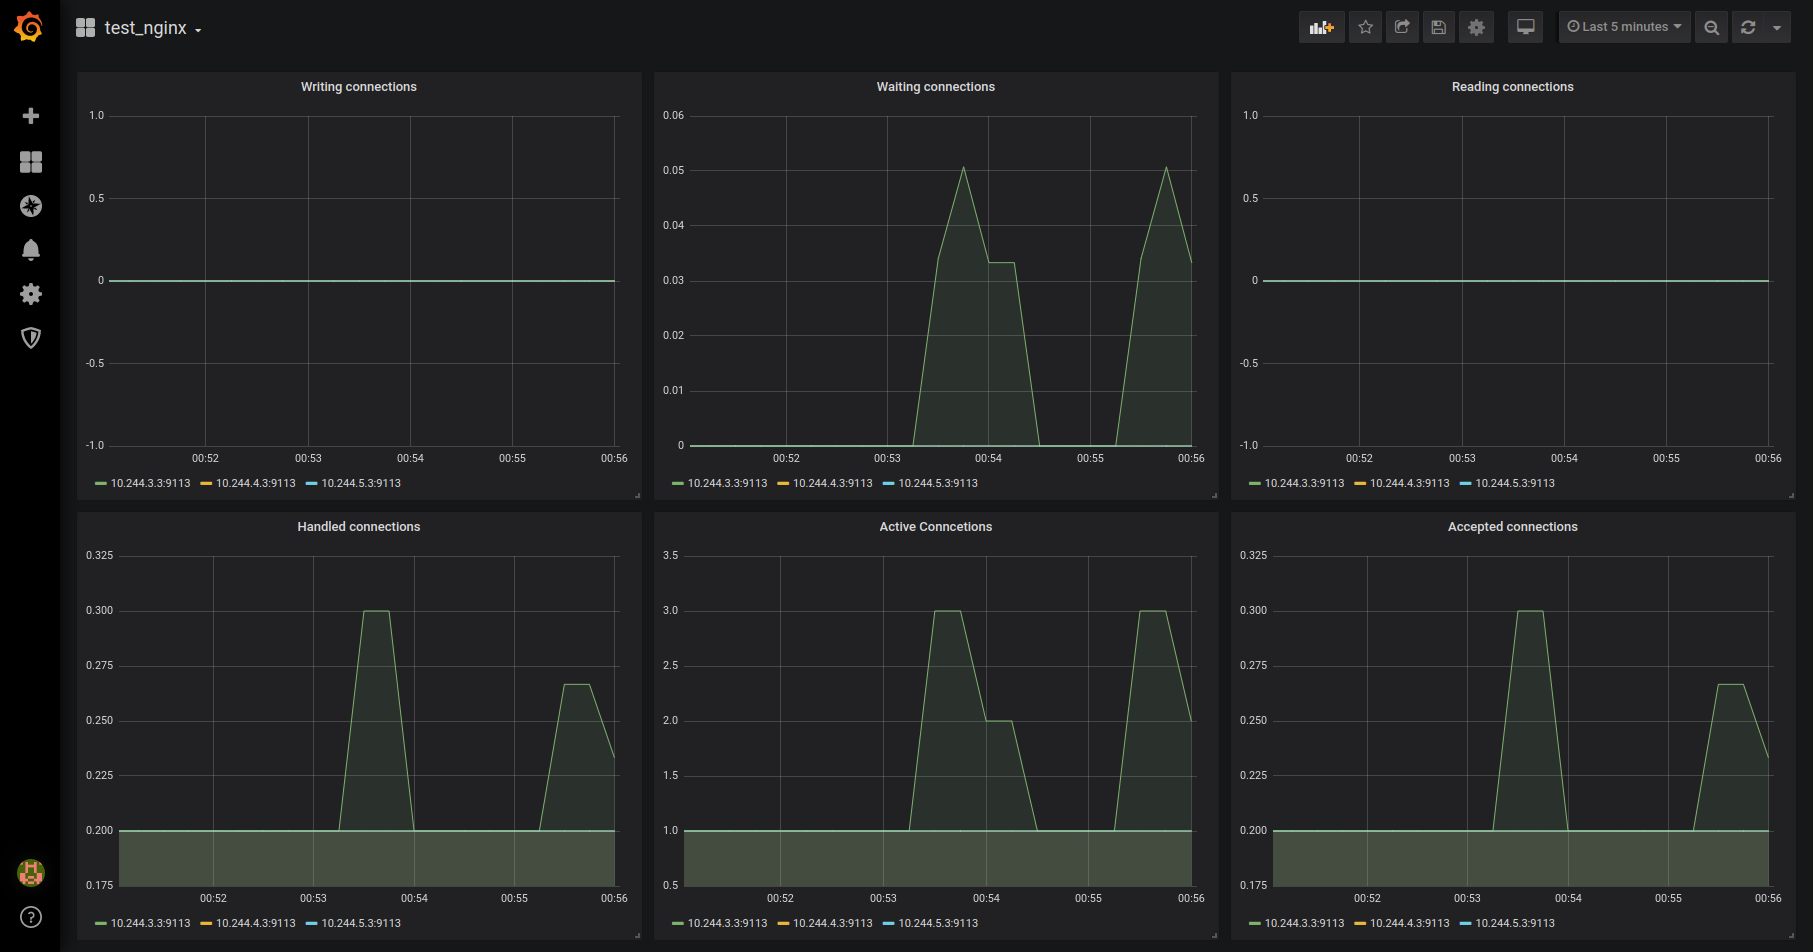 test_nginx
Last 5 minutes
Writing connections
1.0
0.5
0
-0.5
-1.0
00:52 00:53 00:54 00:55 00:56
10.244.3.3:9113 10.244.4.3:9113 10.244.5.3:9113
Waiting connections
0.06
0.05
0.04
0.03
0.02
0.01
0
00:52 00:53 00:54 00:55 00:56
10.244.3.3:9113 10.244.4.3:9113 10.244.5.3:9113
Reading connections
1.0
0.5
0
-0.5
-1.0
00:52 00:53 00:54 00:55 00:56
10.244.3.3:9113 10.244.4.3:9113 10.244.5.3:9113
Handled connections
0.325
0.300
0.275
0.250
0.225
0.200
0.175
00:52 00:53 00:54 00:55 00:56
10.244.3.3:9113 10.244.4.3:9113 10.244.5.3:9113
Active Conncetions
3.5
3.0
2.5
2.0
1.5
1.0
0.5
00:52 00:53 00:54 00:55 00:56
10.244.3.3:9113 10.244.4.3:9113 10.244.5.3:9113
Accepted connections
0.325
0.300
0.275
0.250
0.225
0.200
0.175
00:52 00:53 00:54 00:55 00:56
10.244.3.3:9113 10.244.4.3:9113 10.244.5.3:9113